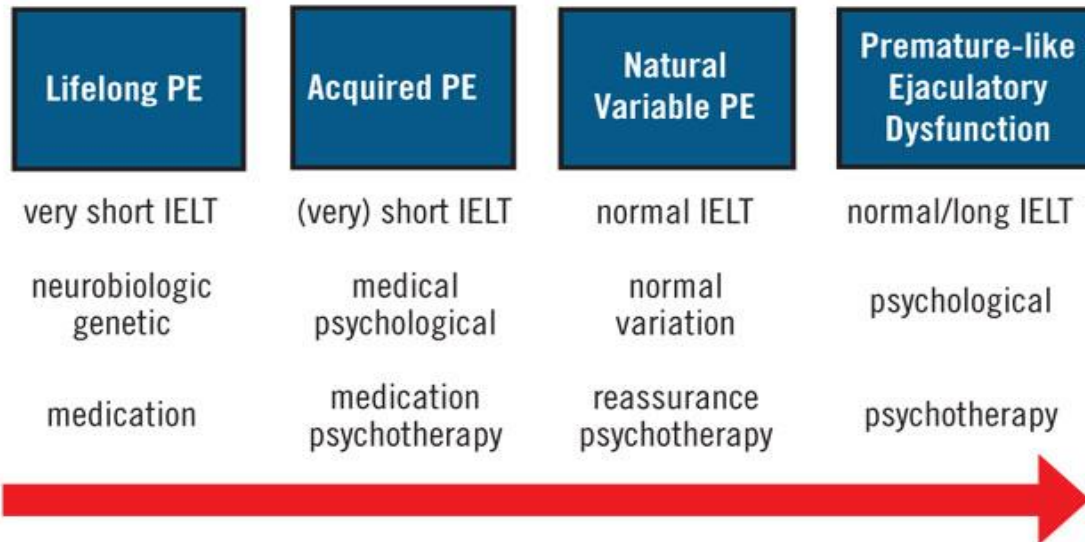 Lifelong PE
Acquired PE
Natural
Variable PE
Premature-like
Ejaculatory
Dysfunction
very short IELT
(very) short IELT
normal IELT
normal/long IELT
neurobiologic
genetic
medical
psychological
normal
variation
psychological
medication
medication
psychotherapy
reassurance
psychotherapy
psychotherapy